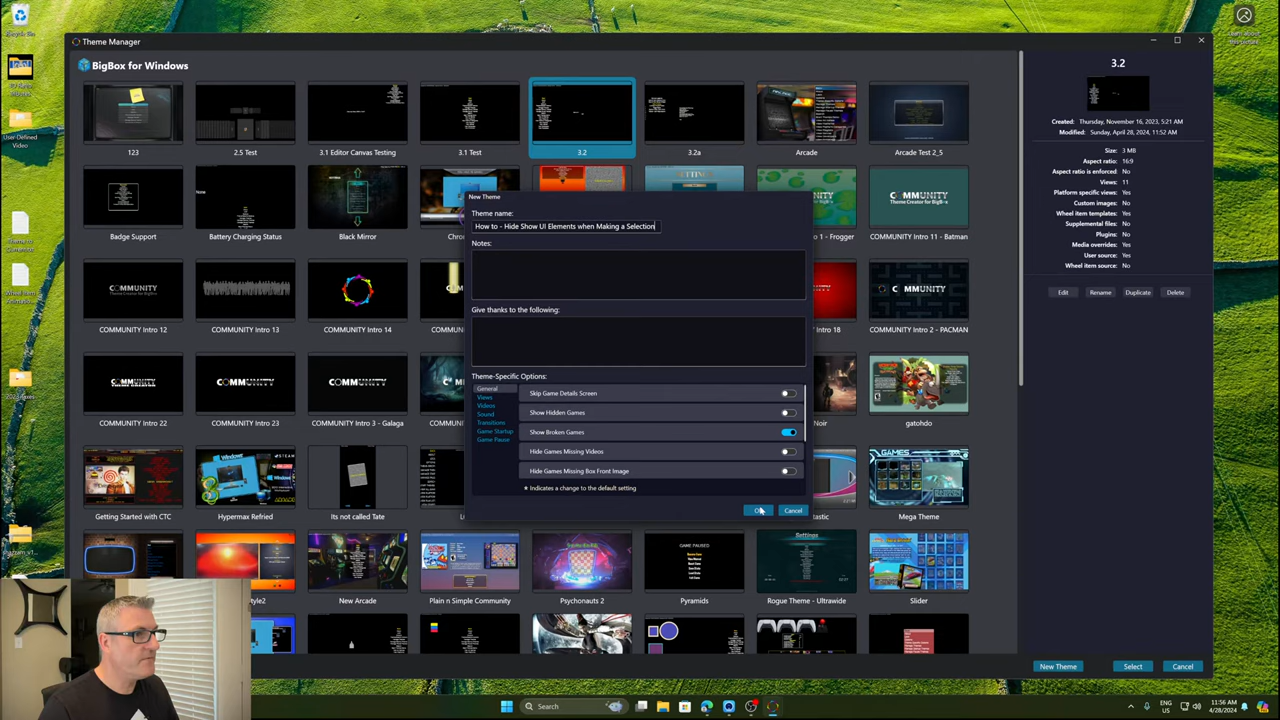 Theme Manager
BigBox for Windows
3.2
Created: Thursday, November 16, 2023, 5:21 AM
Modified: Sunday, April 28, 2024, 11:52 AM
Size: 3 MB
Aspect ratio: 16:9
Aspect ratio is enforced: No
Views: 11
Platform specific views: Yes
Custom images: No
Wheel item templates: Yes
Supplemental files: No
Plugins: No
Media overrides: Yes
User source: Yes
Wheel item source: No
Edit Rename Duplicate Delete
123 2.5 Test 3.1 Editor Canvas Testing 3.1 Test 3.2 3.2a Arcade Arcade Test 2_5
Badge Support Battery Charging Status Black Mirror
1 - Frogger COMMUNITY Intro 11 - Batman
COMMUNITY Intro 12 COMMUNITY Intro 13 COMMUNITY Intro 14
Intro 18 COMMUNITY Intro 2 - PACMAN
COMMUNITY Intro 22 COMMUNITY Intro 23 COMMUNITY Intro 3 - Galaga
gatohdo
Getting Started with CTC Hypermax Refried Its not called Tate
Mega Theme
New Arcade Plain n Simple Community Psychonauts 2 Pyramids Rogue Theme - Ultrawide Slider
New Theme
Theme name:
How to - Hide Show UI Elements when Making a Selection
Notes:
Give thanks to the following:
Theme-Specific Options:
General
Views
Videos
Sound
Transitions
Game Startup
Game Pause
Skip Game Details Screen
Show Hidden Games
Show Broken Games
Hide Games Missing Videos
Hide Games Missing Box Front Image
★ Indicates a change to the default setting
Cancel
New Theme Select Cancel
Search
ENG
US
11:56 AM
4/28/2024